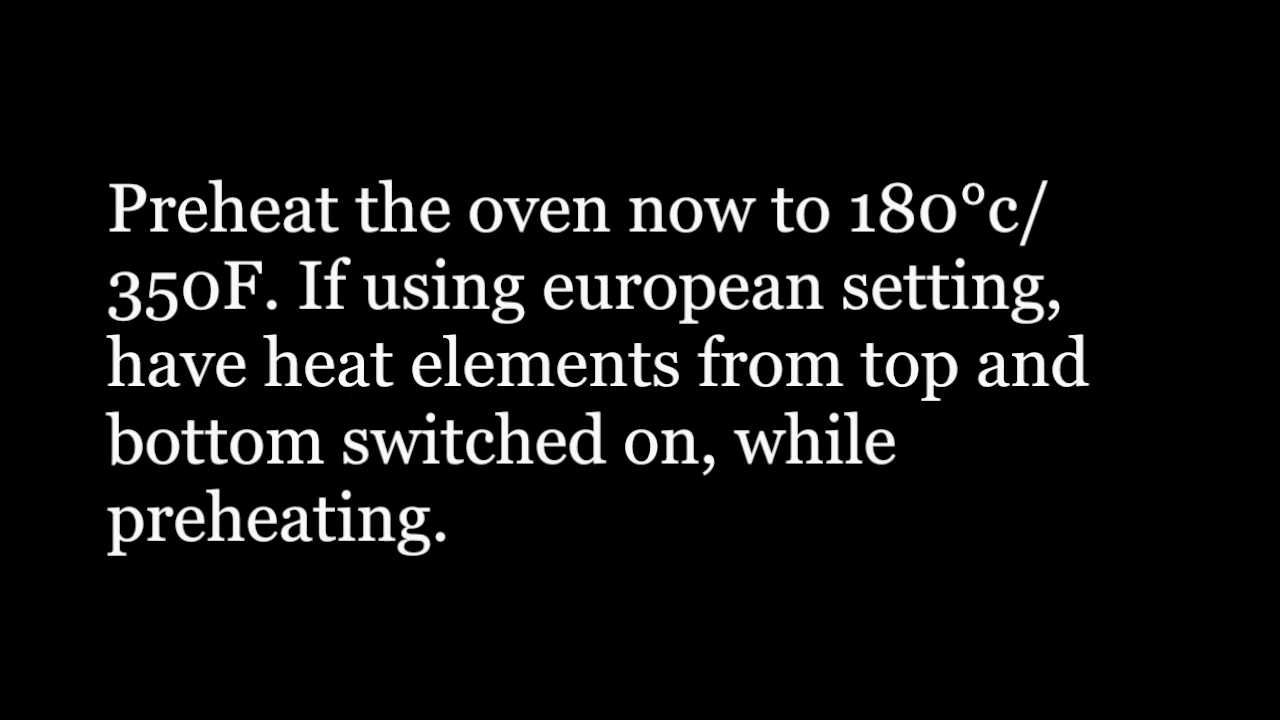 Preheat the oven now to 180°c/
350F. If using european setting,
have heat elements from top and
bottom switched on, while
preheating.